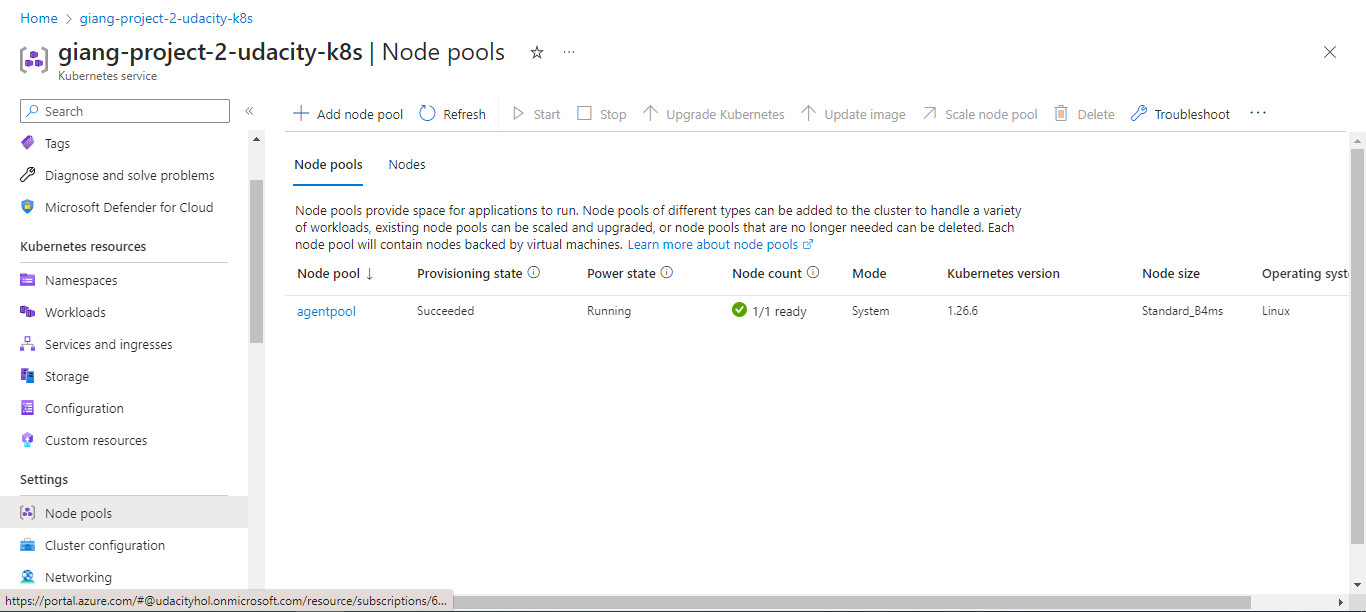 Home > giang-project-2-udacity-k8s
giang-project-2-udacity-k8s | Node pools ...
Kubernetes service
Search
Tags
Diagnose and solve problems
Microsoft Defender for Cloud
Kubernetes resources
Namespaces
Workloads
Services and ingresses
Storage
Configuration
Custom resources
Settings
Node pools
Cluster configuration
Networking
Add node pool Refresh Start Stop Upgrade Kubernetes Update image Scale node pool Delete Troubleshoot ...
Node pools Nodes
Node pools provide space for applications to run. Node pools of different types can be added to the cluster to handle a variety
of workloads, existing node pools can be scaled and upgraded, or node pools that are no longer needed can be deleted. Each
node pool will contain nodes backed by virtual machines. Learn more about node pools
Node pool ↓ Provisioning state Power state Node count Mode Kubernetes version Node size Operating syst
agentpool Succeeded Running 1/1 ready System 1.26.6 Standard_B4ms Linux
https://portal.azure.com/#@udacityhol.onmicrosoft.com/resource/subscriptions/6...